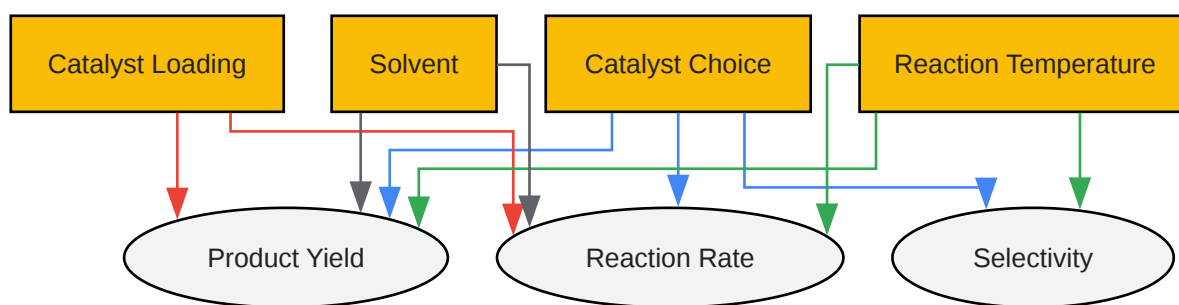 Catalyst Loading
Solvent
Catalyst Choice
Reaction Temperature
Product Yield
Reaction Rate
Selectivity